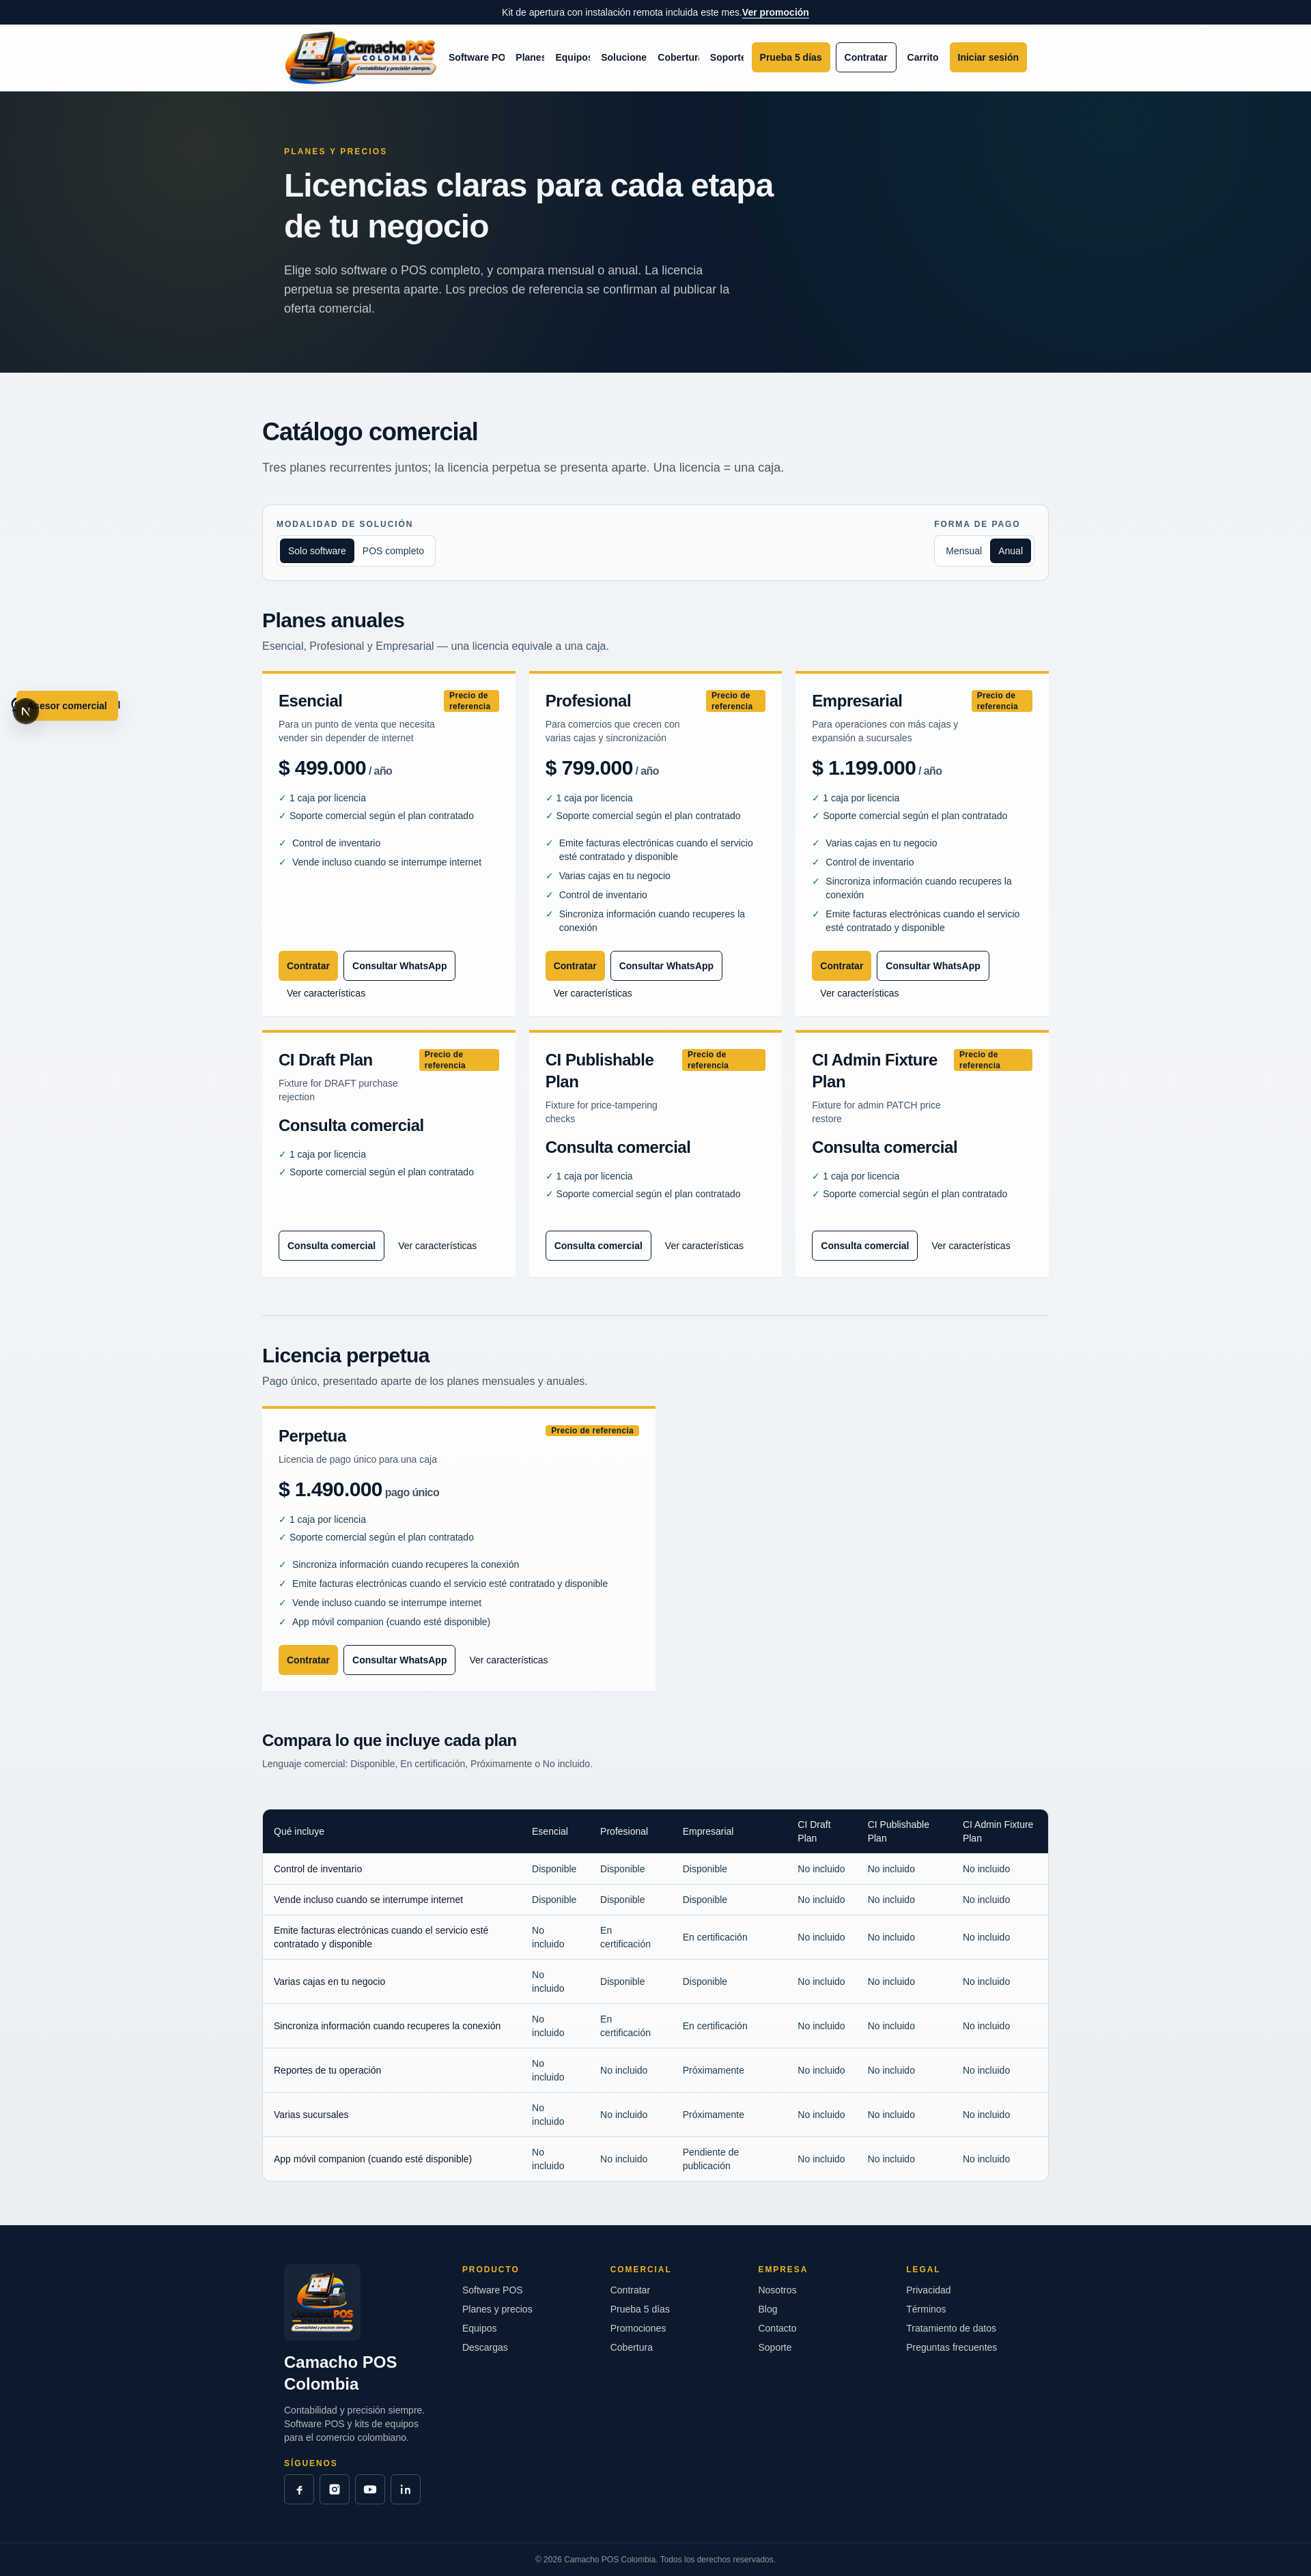 Kit de apertura con instalación remota incluida este mes.Ver promoción
CamachoPOS
COLOMBIA
Contabilidad y precisión siempre.
Software PO Planes Equipos Solucione Cobertur Soporte Prueba 5 días Contratar Carrito Iniciar sesión
PLANES Y PRECIOS
Licencias claras para cada etapa
de tu negocio
Elige solo software o POS completo, y compara mensual o anual. La licencia
perpetua se presenta aparte. Los precios de referencia se confirman al publicar la
oferta comercial.
Catálogo comercial
Tres planes recurrentes juntos; la licencia perpetua se presenta aparte. Una licencia = una caja.
MODALIDAD DE SOLUCIÓN
Solo software POS completo
FORMA DE PAGO
Mensual Anual
Planes anuales
Esencial, Profesional y Empresarial — una licencia equivale a una caja.
Asesor comercial
N
Esencial
Precio de
referencia
Para un punto de venta que necesita
vender sin depender de internet
$ 499.000 / año
✓ 1 caja por licencia
✓ Soporte comercial según el plan contratado
✓ Control de inventario
✓ Vende incluso cuando se interrumpe internet
Contratar Consultar WhatsApp
Ver características
Profesional
Precio de
referencia
Para comercios que crecen con
varias cajas y sincronización
$ 799.000 / año
✓ 1 caja por licencia
✓ Soporte comercial según el plan contratado
✓ Emite facturas electrónicas cuando el servicio
esté contratado y disponible
✓ Varias cajas en tu negocio
✓ Control de inventario
✓ Sincroniza información cuando recuperes la
conexión
Contratar Consultar WhatsApp
Ver características
Empresarial
Precio de
referencia
Para operaciones con más cajas y
expansión a sucursales
$ 1.199.000 / año
✓ 1 caja por licencia
✓ Soporte comercial según el plan contratado
✓ Varias cajas en tu negocio
✓ Control de inventario
✓ Sincroniza información cuando recuperes la
conexión
✓ Emite facturas electrónicas cuando el servicio
esté contratado y disponible
Contratar Consultar WhatsApp
Ver características
CI Draft Plan
Precio de
referencia
Fixture for DRAFT purchase
rejection
Consulta comercial
✓ 1 caja por licencia
✓ Soporte comercial según el plan contratado
Consulta comercial Ver características
CI Publishable
Plan
Precio de
referencia
Fixture for price-tampering
checks
Consulta comercial
✓ 1 caja por licencia
✓ Soporte comercial según el plan contratado
Consulta comercial Ver características
CI Admin Fixture
Plan
Precio de
referencia
Fixture for admin PATCH price
restore
Consulta comercial
✓ 1 caja por licencia
✓ Soporte comercial según el plan contratado
Consulta comercial Ver características
Licencia perpetua
Pago único, presentado aparte de los planes mensuales y anuales.
Perpetua
Precio de referencia
Licencia de pago único para una caja
$ 1.490.000 pago único
✓ 1 caja por licencia
✓ Soporte comercial según el plan contratado
✓ Sincroniza información cuando recuperes la conexión
✓ Emite facturas electrónicas cuando el servicio esté contratado y disponible
✓ Vende incluso cuando se interrumpe internet
✓ App móvil companion (cuando esté disponible)
Contratar Consultar WhatsApp Ver características
Compara lo que incluye cada plan
Lenguaje comercial: Disponible, En certificación, Próximamente o No incluido.
Qué incluye Esencial Profesional Empresarial CI Draft Plan CI Publishable Plan CI Admin Fixture Plan
Control de inventario Disponible Disponible Disponible No incluido No incluido No incluido
Vende incluso cuando se interrumpe internet Disponible Disponible Disponible No incluido No incluido No incluido
Emite facturas electrónicas cuando el servicio esté contratado y disponible No incluido En certificación En certificación No incluido No incluido No incluido
Varias cajas en tu negocio No incluido Disponible Disponible No incluido No incluido No incluido
Sincroniza información cuando recuperes la conexión No incluido En certificación En certificación No incluido No incluido No incluido
Reportes de tu operación No incluido No incluido Próximamente No incluido No incluido No incluido
Varias sucursales No incluido No incluido Próximamente No incluido No incluido No incluido
App móvil companion (cuando esté disponible) No incluido No incluido Pendiente de publicación No incluido No incluido No incluido
CamachoPOS
COLOMBIA
Contabilidad y precisión siempre.
Camacho POS
Colombia
Contabilidad y precisión siempre.
Software POS y kits de equipos
para el comercio colombiano.
SÍGUENOS
PRODUCTO
Software POS
Planes y precios
Equipos
Descargas
COMERCIAL
Contratar
Prueba 5 días
Promociones
Cobertura
EMPRESA
Nosotros
Blog
Contacto
Soporte
LEGAL
Privacidad
Términos
Tratamiento de datos
Preguntas frecuentes
© 2026 Camacho POS Colombia. Todos los derechos reservados.